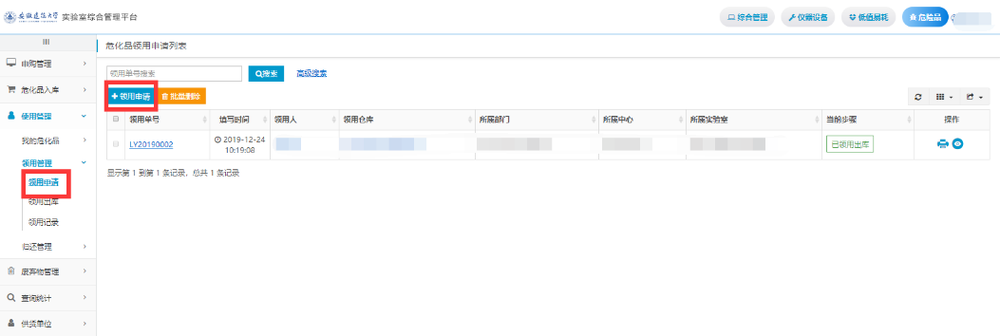 安徽建筑大学 实验室综合管理平台
综合管理 仪器设备 低值易耗 危险品
申购管理
危化品入库
使用管理
我的危化品
领用管理
领用申请
领用出库
领用记录
归还管理
废弃物管理
查询统计
供货单位
危化品领用申请列表
领用单号搜索 搜索 高级搜索
领用申请 批量删除
领用单号 填写时间 领用人 领用仓库 所属部门 所属中心 所属实验室 当前步骤 操作
LY20190002 2019-12-24 10:19:08 已领用出库
显示第 1 到第 1 条记录，总共 1 条记录